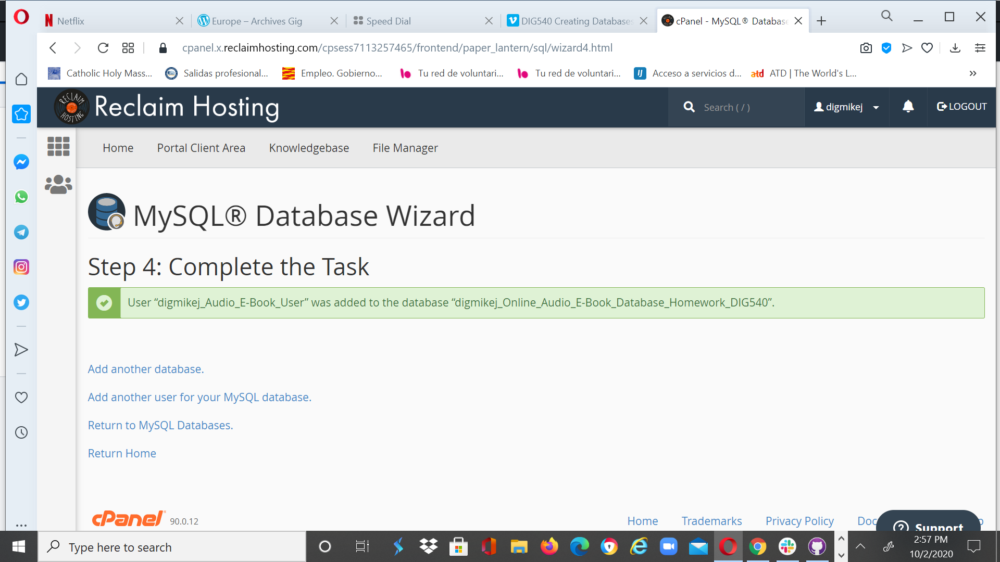 Netflix
Europe – Archives Gig
Speed Dial
DIG540 Creating Databases
cPanel - MySQL® Database
cpanel.x.reclaimhosting.com/cpsess7113257465/frontend/paper_lantern/sql/wizard4.html
Catholic Holy Mass...
Salidas profesional...
Empleo. Gobierno...
Tu red de voluntari...
Tu red de voluntari...
IJ
Acceso a servicios d...
atd
ATD | The World's L...
RECLAIM HOSTING
Reclaim Hosting
Search ( / )
digmikej
LOGOUT
Home
Portal Client Area
Knowledgebase
File Manager
MySQL® Database Wizard
Step 4: Complete the Task
User “digmikej_Audio_E-Book_User” was added to the database “digmikej_Online_Audio_E-Book_Database_Homework_DIG540”.
Add another database.
Add another user for your MySQL database.
Return to MySQL Databases.
Return Home
cPanel® 90.0.12
Home
Trademarks
Privacy Policy
Doc
o
Support
Type here to search
2:57 PM
10/2/2020